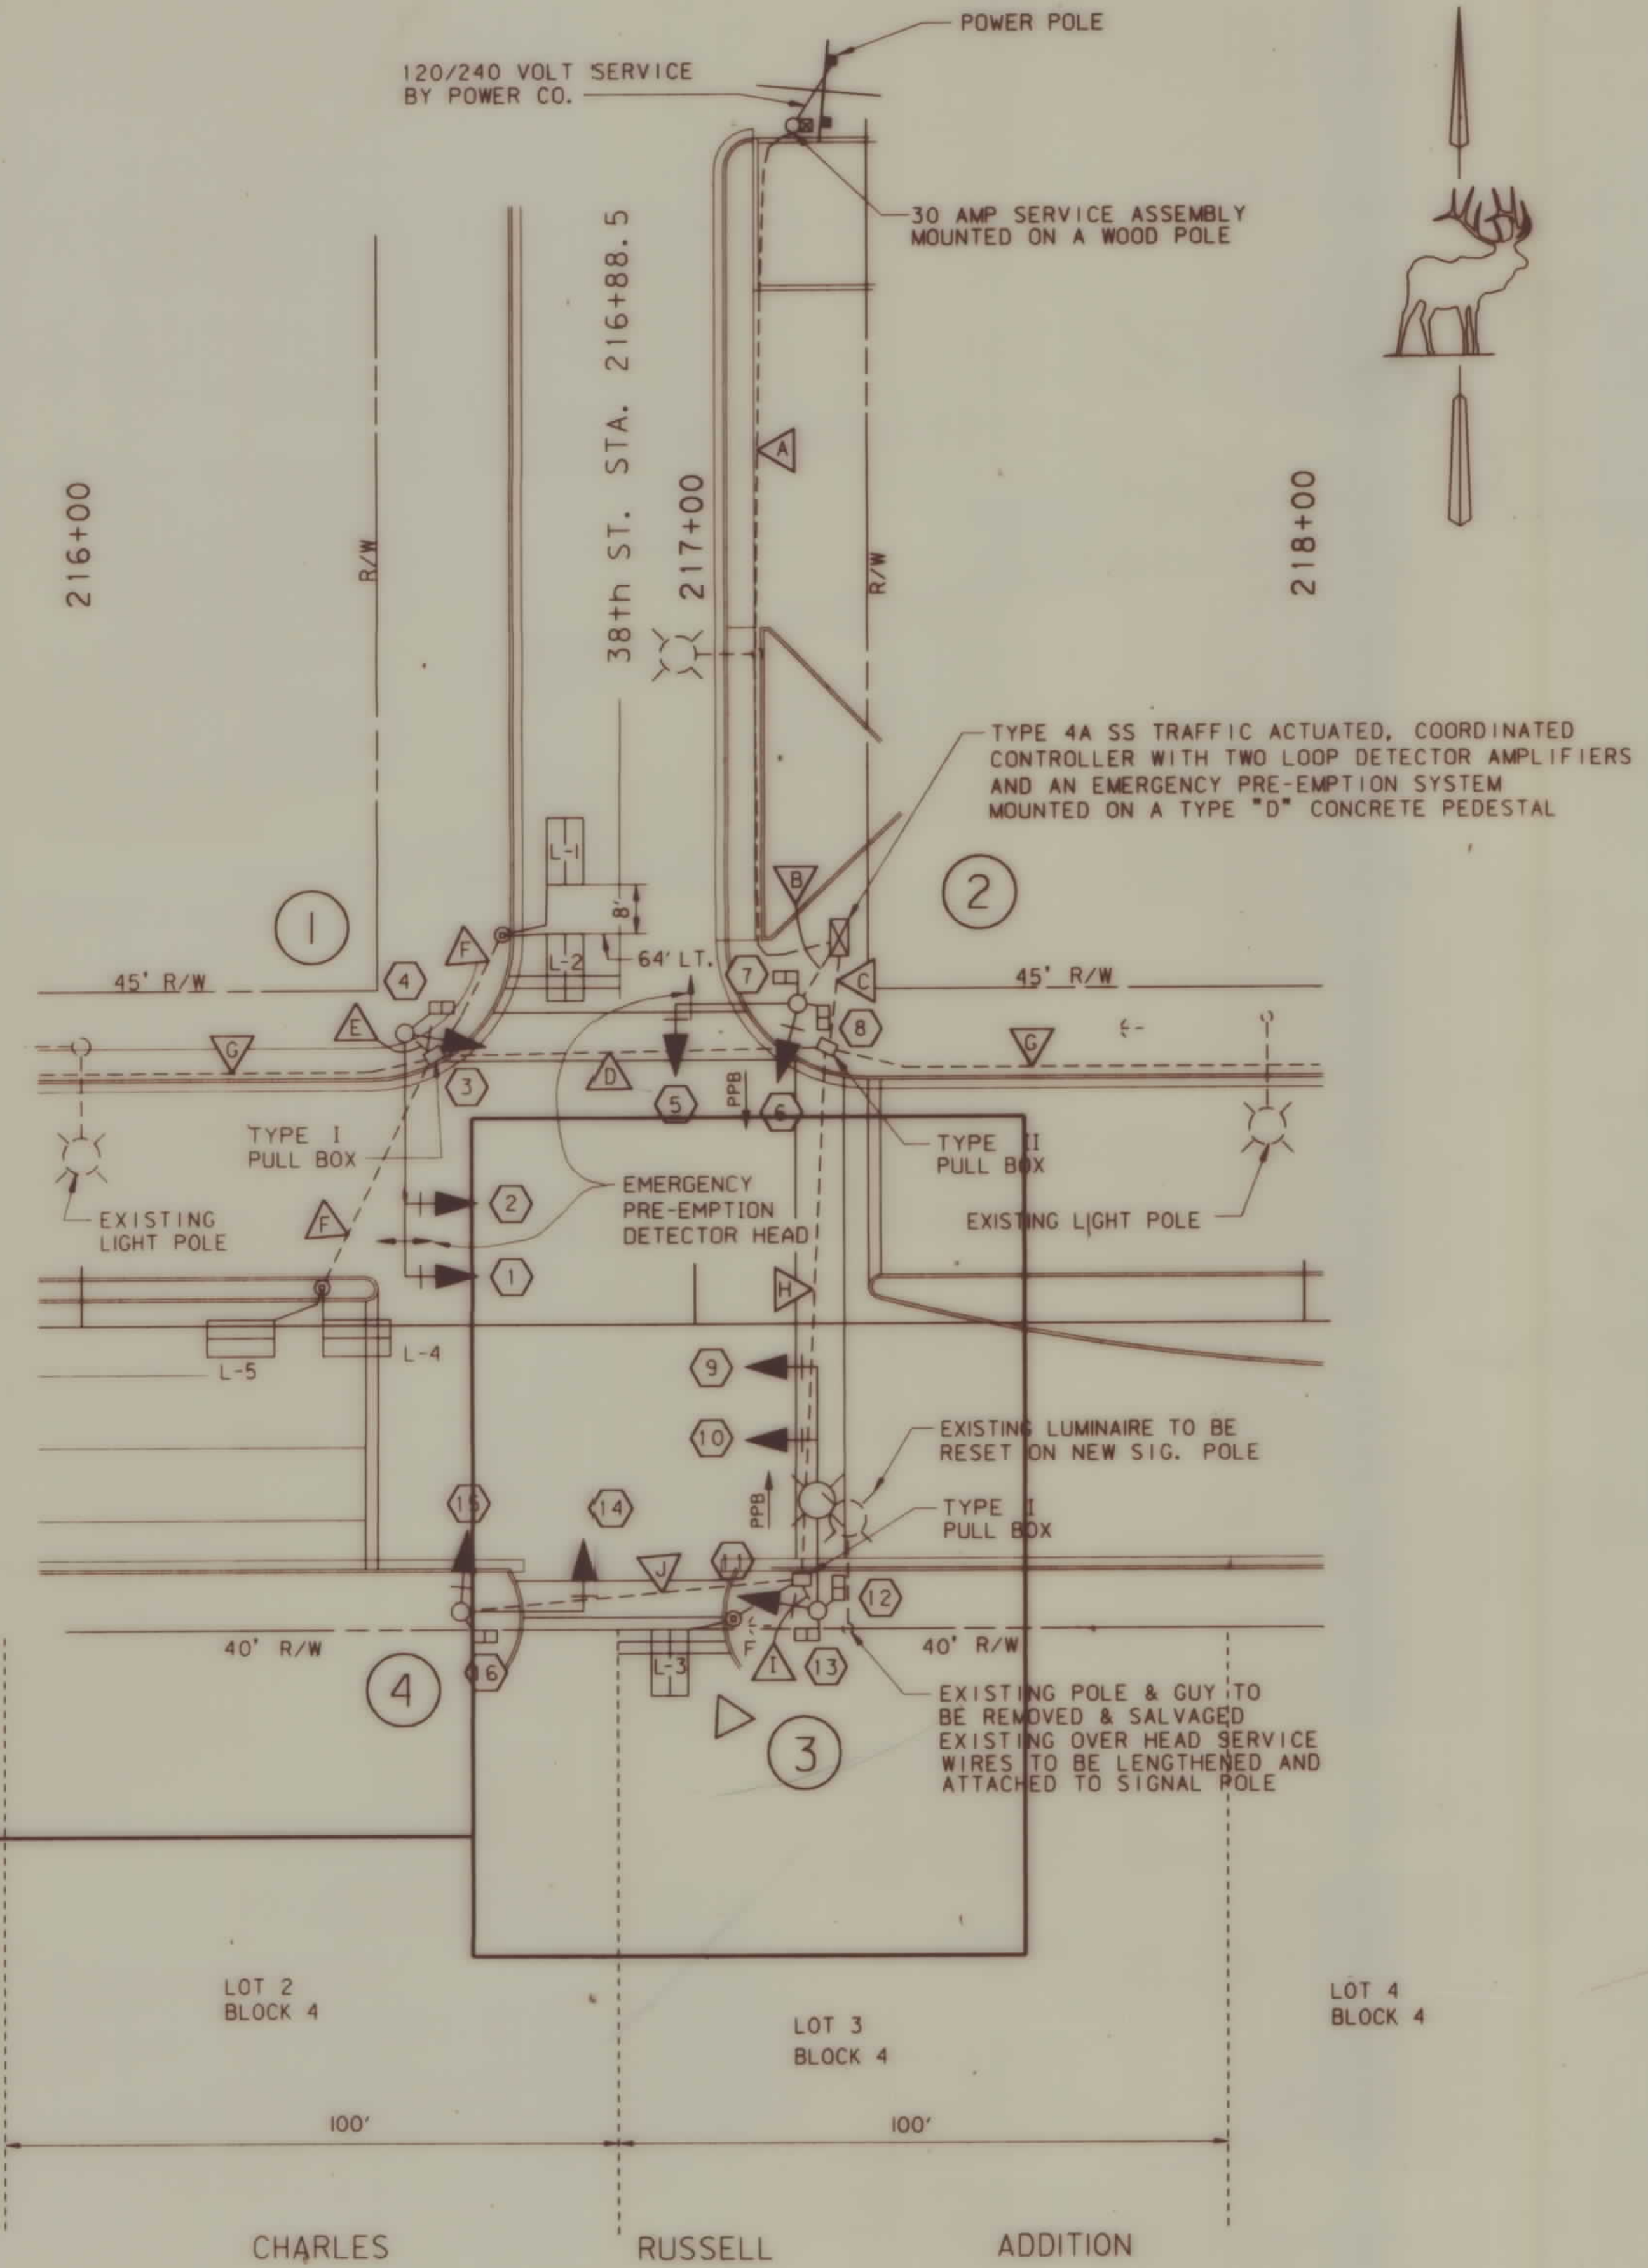 POWER POLE
120/240 VOLT SERVICE
BY POWER CO.
30 AMP SERVICE ASSEMBLY
MOUNTED ON A WOOD POLE
38th ST. STA. 216+88.5
A
216+00
217+00
218+00
R/W
R/W
TYPE 4A SS TRAFFIC ACTUATED, COORDINATED
CONTROLLER WITH TWO LOOP DETECTOR AMPLIFIERS
AND AN EMERGENCY PRE-EMPTION SYSTEM
MOUNTED ON A TYPE "D" CONCRETE PEDESTAL
L-1
B
2
1
8'
F
L-2
64' LT.
7
4
C
45' R/W
45' R/W
E
8
G
G
D
3
5
PPB
6
TYPE I
PULL BOX
TYPE II
PULL BOX
EMERGENCY
PRE-EMPTION
DETECTOR HEAD
2
EXISTING
LIGHT POLE
F
EXISTING LIGHT POLE
1
H
L-4
L-5
9
10
EXISTING LUMINAIRE TO BE
RESET ON NEW SIG. POLE
15
14
PPB
TYPE I
PULL BOX
J
11
12
40' R/W
F
40' R/W
16
L-3
I
13
4
3
EXISTING POLE & GUY TO
BE REMOVED & SALVAGED
EXISTING OVER HEAD SERVICE
WIRES TO BE LENGTHENED AND
ATTACHED TO SIGNAL POLE
LOT 2
BLOCK 4
LOT 3
BLOCK 4
LOT 4
BLOCK 4
100'
100'
CHARLES RUSSELL ADDITION